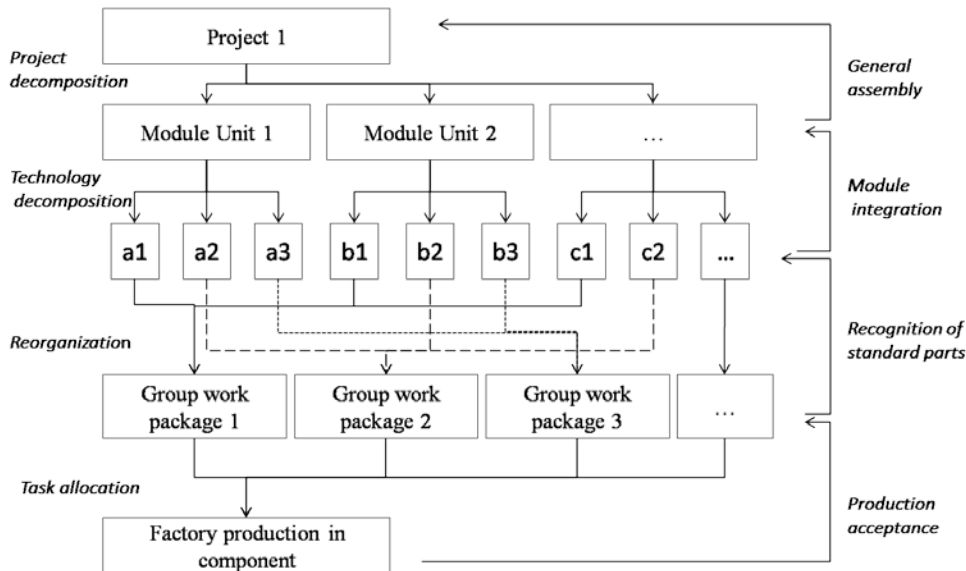 Project 1
Project
decomposition
General
assembly
Module Unit 1
Module Unit 2
...
Technology
decomposition
Module
integration
a1
a2
a3
b1
b2
b3
c1
c2
...
Reorganization
Recognition of
standard parts
Group work
package 1
Group work
package 2
Group work
package 3
...
Task allocation
Production
acceptance
Factory production in
component